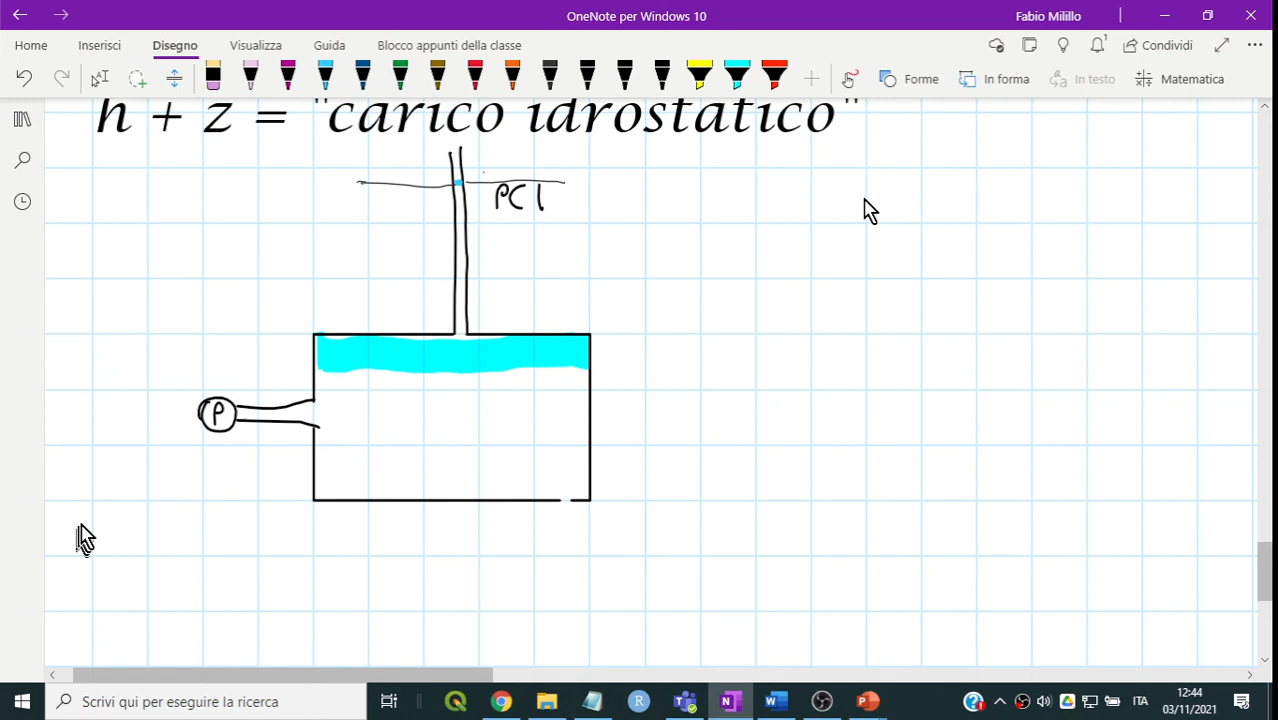 OneNote per Windows 10
Fabio Milillo
Home Inserisci Disegno Visualizza Guida Blocco appunti della classe
Condividi
Forme In forma In testo Matematica
h + z = "carico idrostatico"
PCI
P
Scrivi qui per eseguire la ricerca
ITA
12:44
03/11/2021